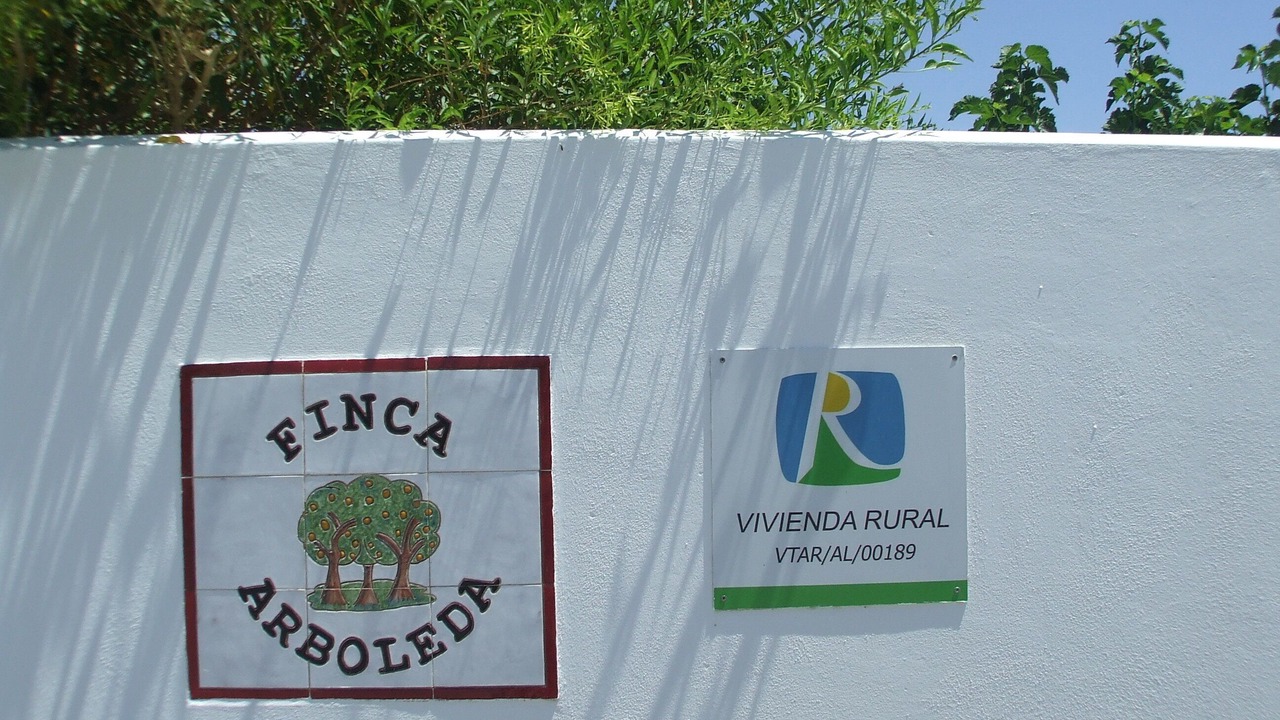 FINCA
ARBOLEDA
R
VIVIENDA RURAL
VTAR/AL/00189